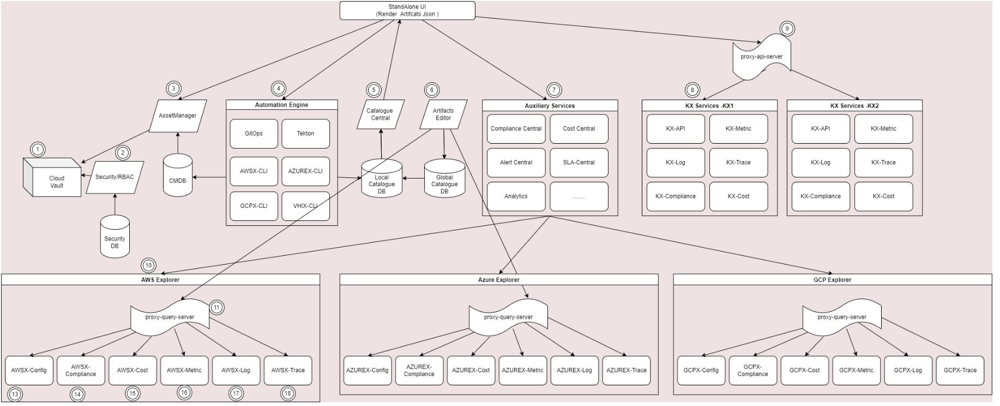 StandAlone UI
(Render Artifcats Json )
9
proxy-api-server
3
4
5
6
7
8
AssetManager
Automation Engine
GitOps
Tekton
AWSX-CLI
AZUREX-CLI
GCPX-CLI
VHIX-CLI
Catalogue
Central
Artifacts
Editor
Auxiliary Services
Compliance Central
Cost Central
Alert Central
SLA-Central
Analytics
........
KX Services -KX1
KX-API
KX-Metric
KX-Log
KX-Trace
KX-Compliance
KX-Cost
KX Services -KX2
KX-API
KX-Metric
KX-Log
KX-Trace
KX-Compliance
KX-Cost
1
2
Cloud
Vault
Security/RBAC
CMDB
Local
Catalogue
DB
Global
Catalogue
DB
Security
DB
10
AWS Explorer
proxy-query-server
11
AWSX-Config
AWSX-
Compliance
AWSX-Cost
AWSX-Metric
AWSX-Log
AWSX-Trace
13
14
15
16
17
18
Azure Explorer
proxy-query-server
AZUREX-Config
AZUREX-
Compliance
AZUREX-Cost
AZUREX-Metric
AZUREX-Log
AZUREX-Trace
GCP Explorer
proxy-query-server
GCPX-Config
GCPX-
Compliance
GCPX-Cost
GCPX-Metric
GCPX-Log
GCPX-Trace